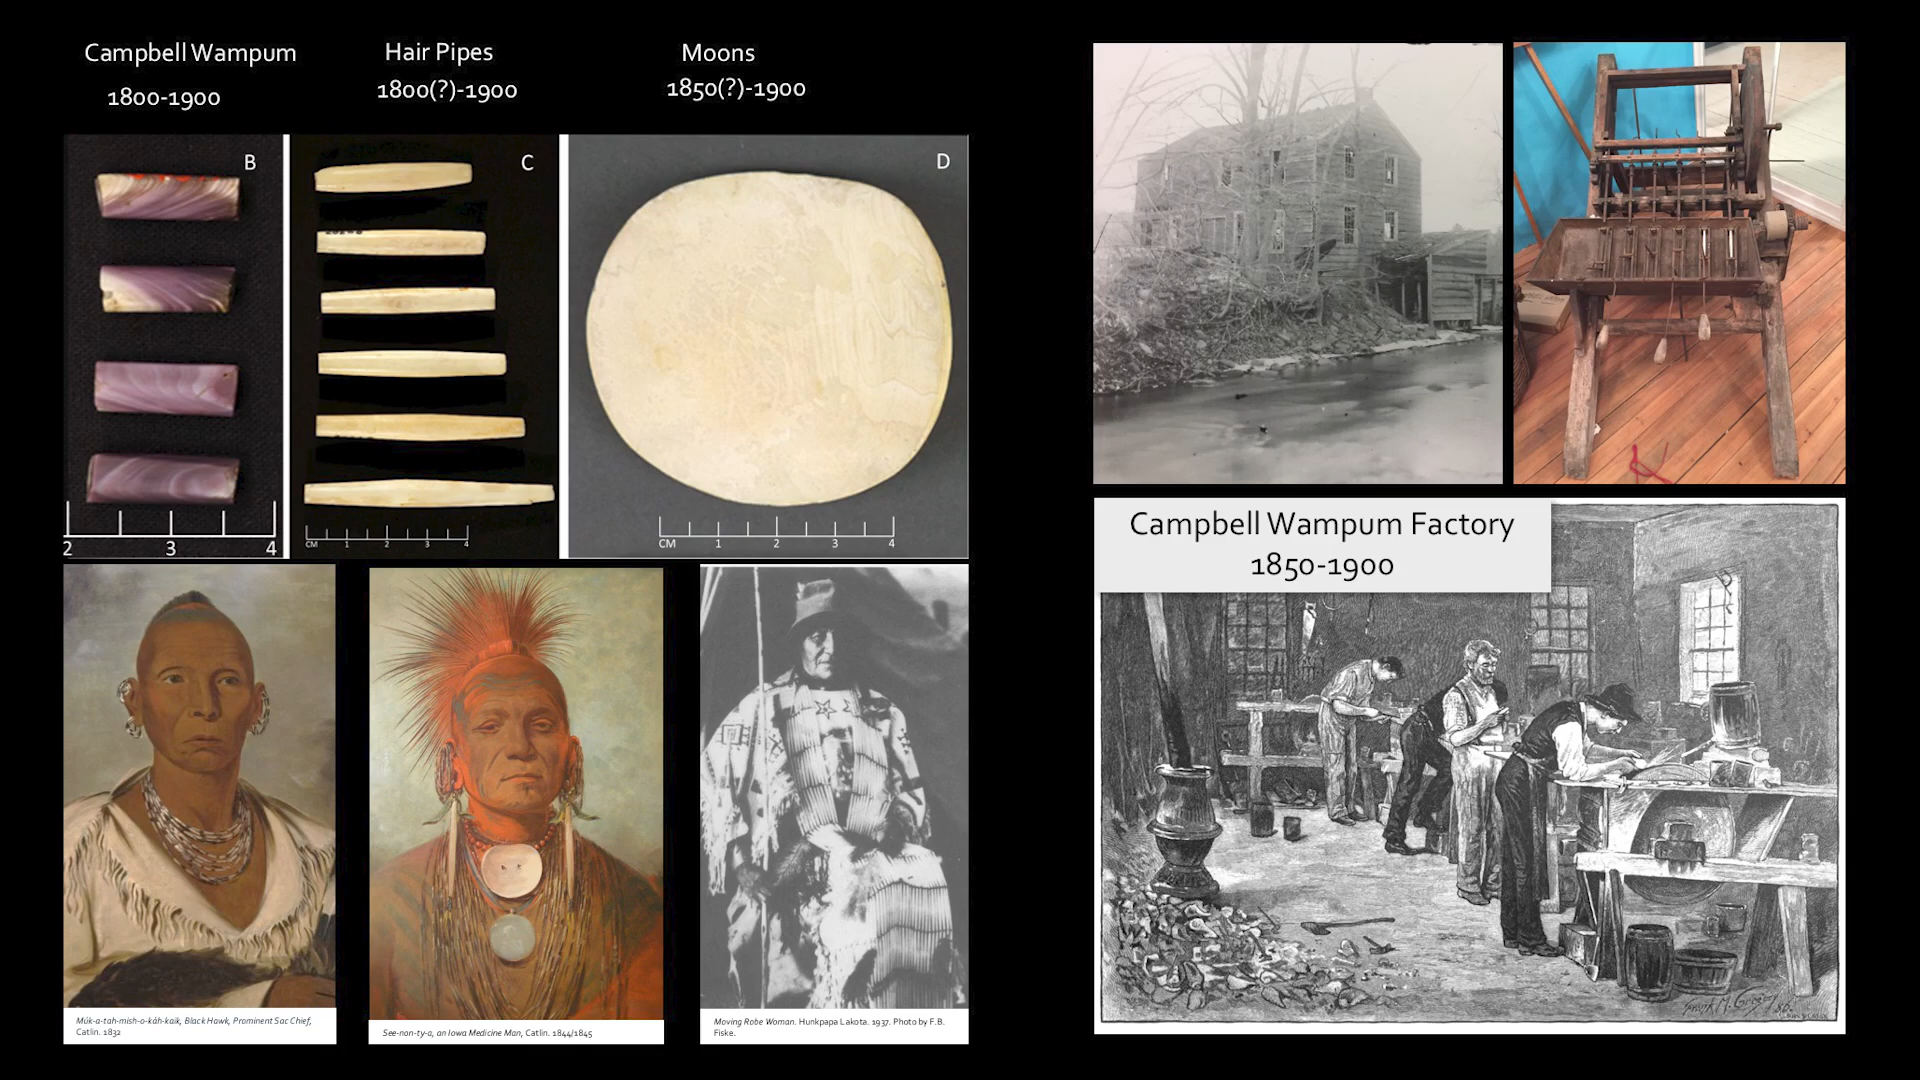 Campbell Wampum
1800-1900
Hair Pipes
1800(?)-1900
Moons
1850(?)-1900
B
2 3 4
C
CM 1 2 3 4
D
CM 1 2 3 4
Múk-a-tah-mish-o-káh-kaik, Black Hawk, Prominent Sac Chief,
Catlin. 1832
See-non-ty-a, an Iowa Medicine Man, Catlin. 1844/1845
Moving Robe Woman. Hunkpapa Lakota. 1937. Photo by F.B.
Fiske.
Campbell Wampum Factory
1850-1900